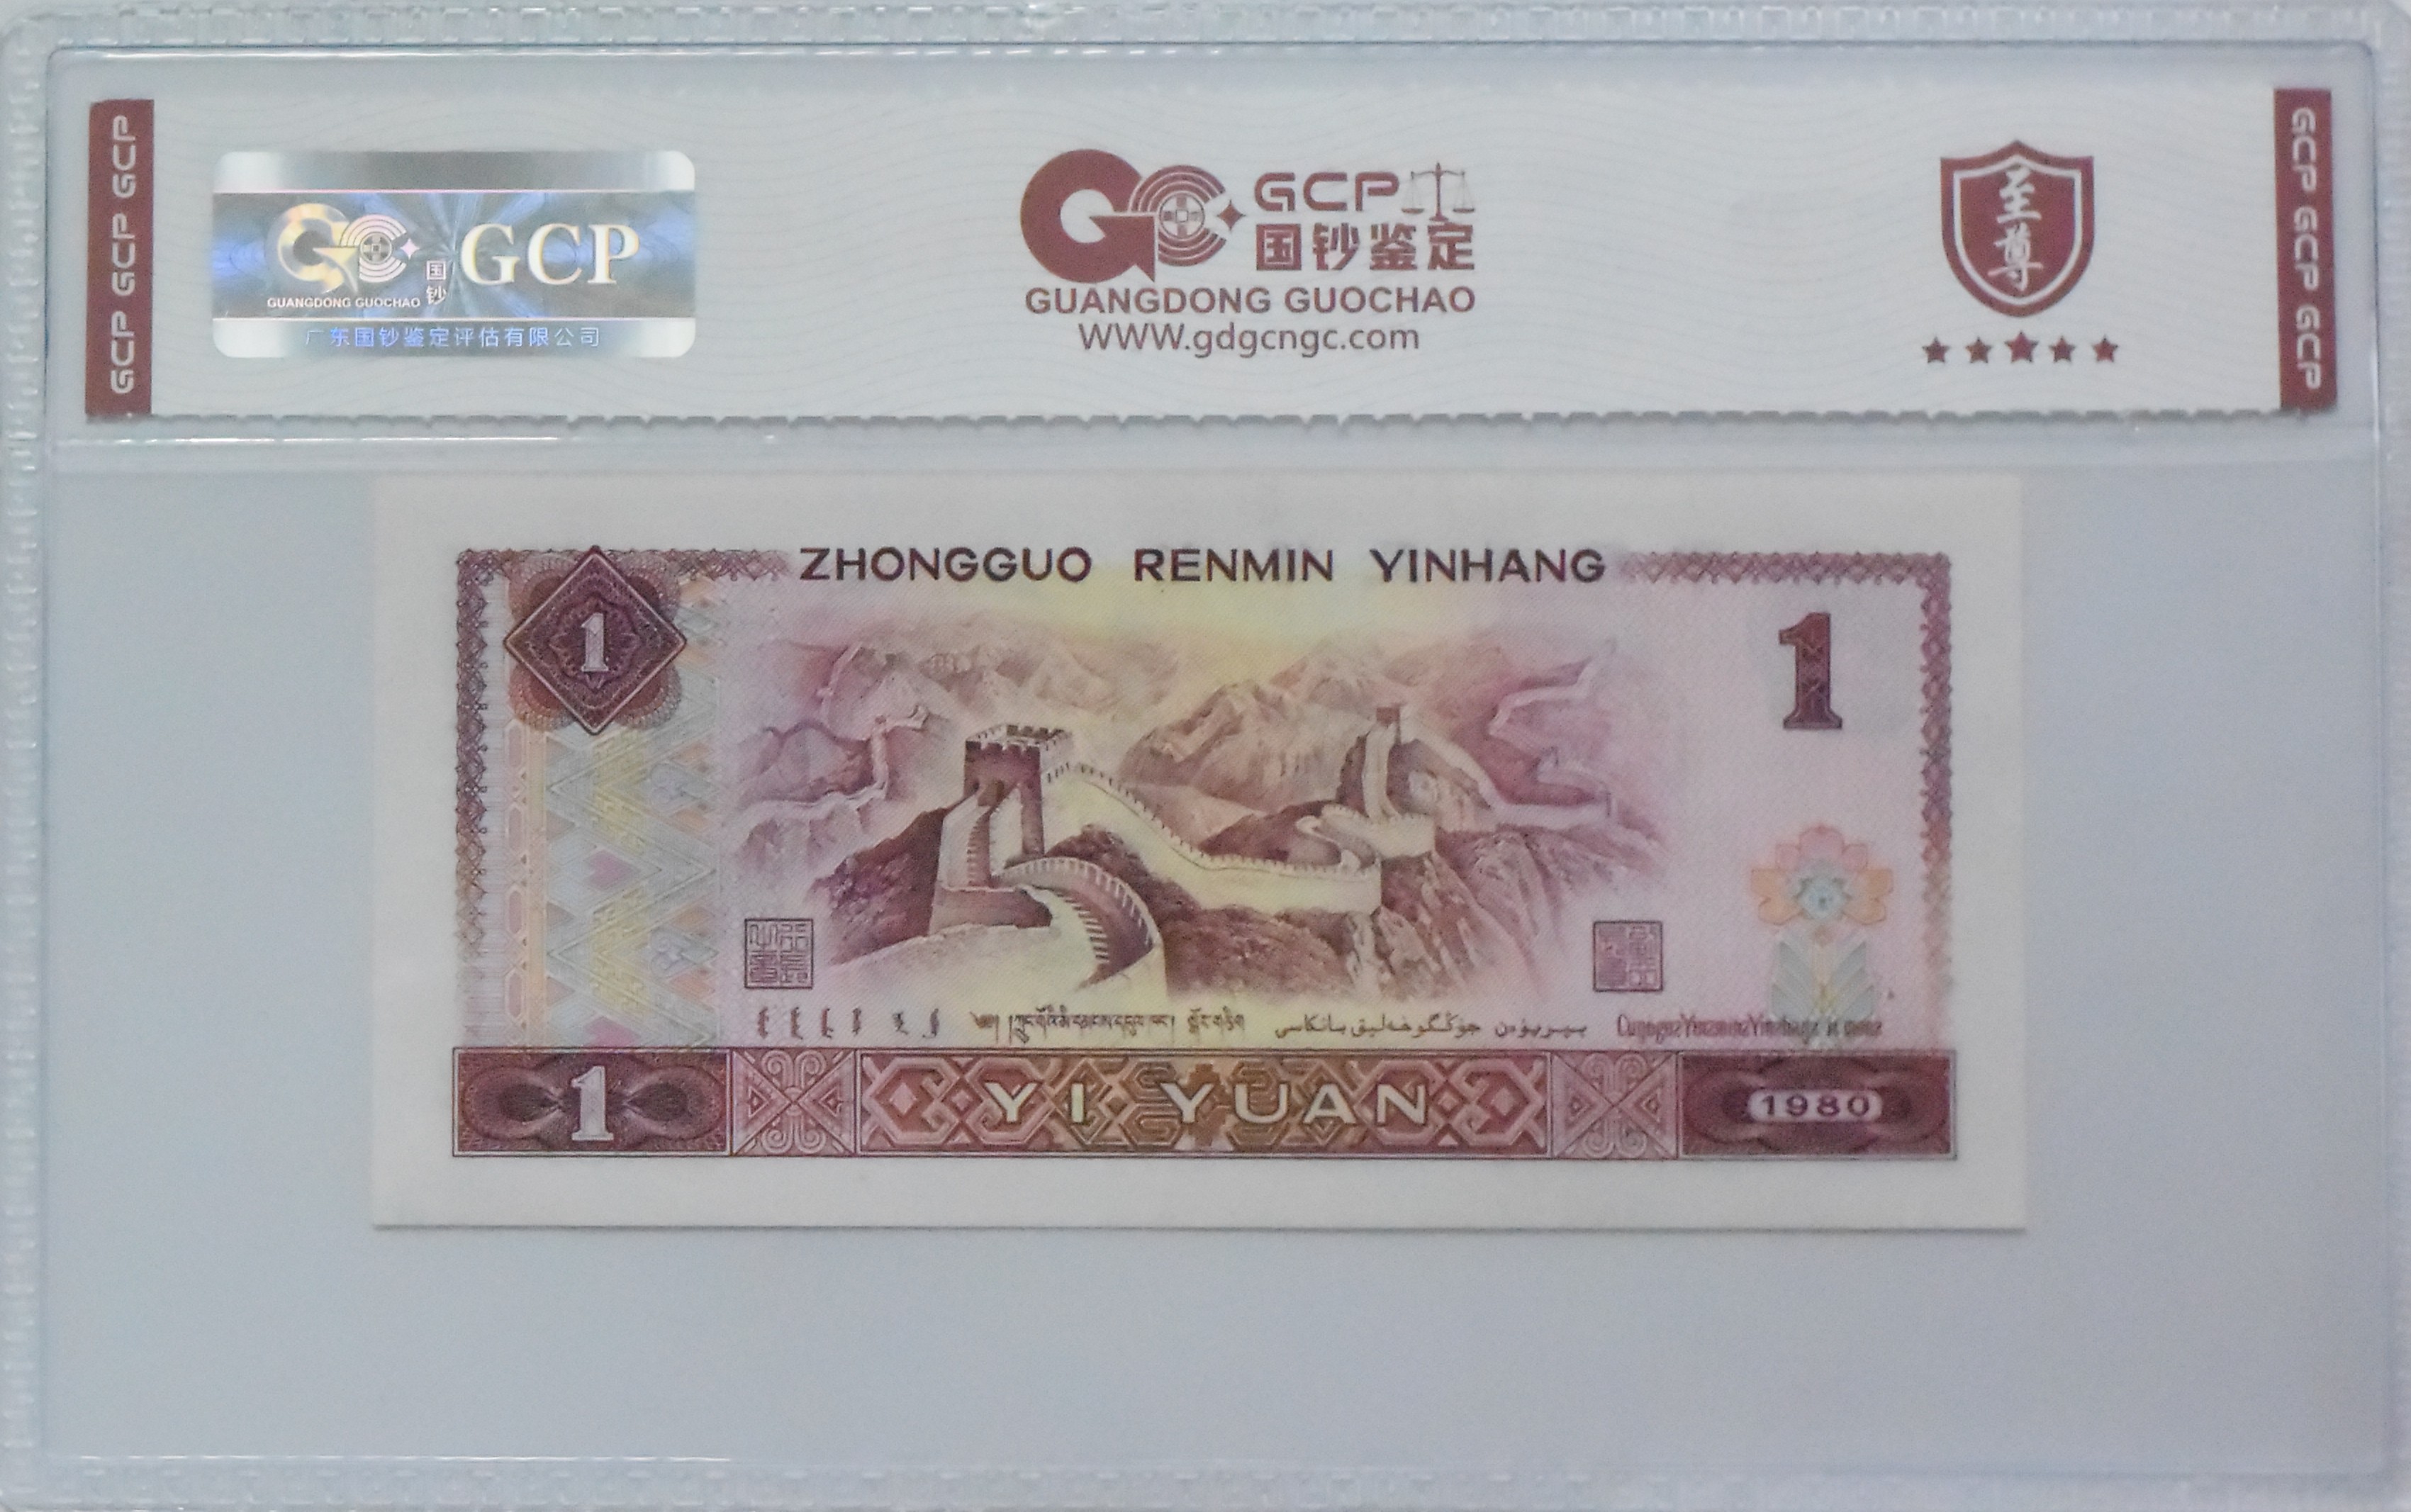 GCP GCP GCP
GCP
国钞
GUANGDONG GUOCHAO
广东国钞鉴定评估有限公司
GCP
国钞鉴定
GUANGDONG GUOCHAO
WWW.gdgcngc.com
至尊
GCP GCP GCP
ZHONGGUO RENMIN YINHANG
1
1
1
YI YUAN
1980